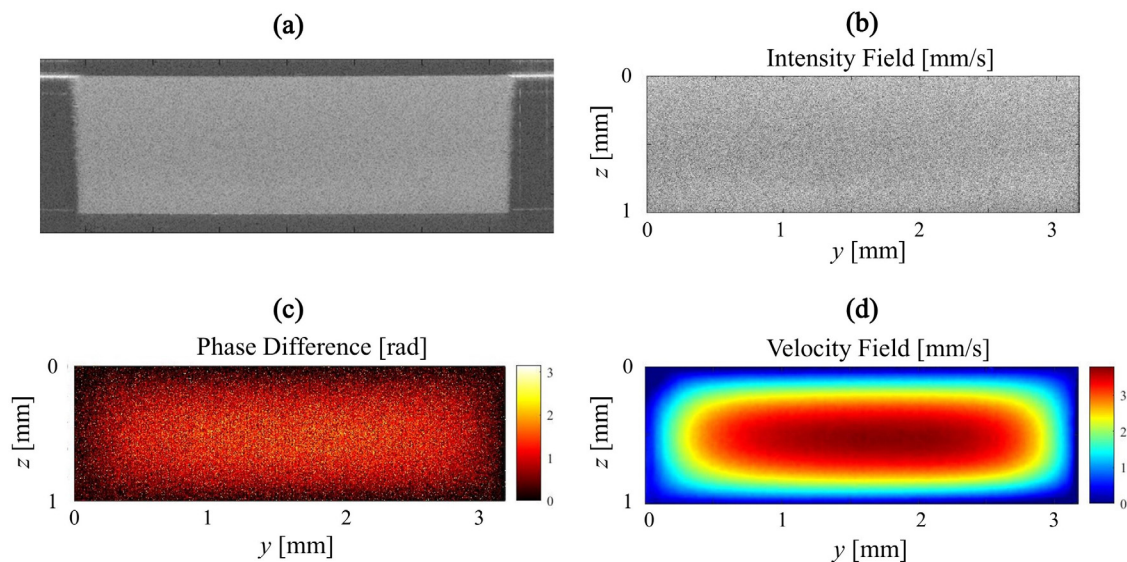 (a)
(b)
Intensity Field [mm/s]
0
z [mm]
1
0 1 2 3
y [mm]
(c)
Phase Difference [rad]
0
z [mm]
1
0 1 2 3
y [mm]
3
2
1
0
(d)
Velocity Field [mm/s]
0
z [mm]
1
0 1 2 3
y [mm]
3
2
1
0